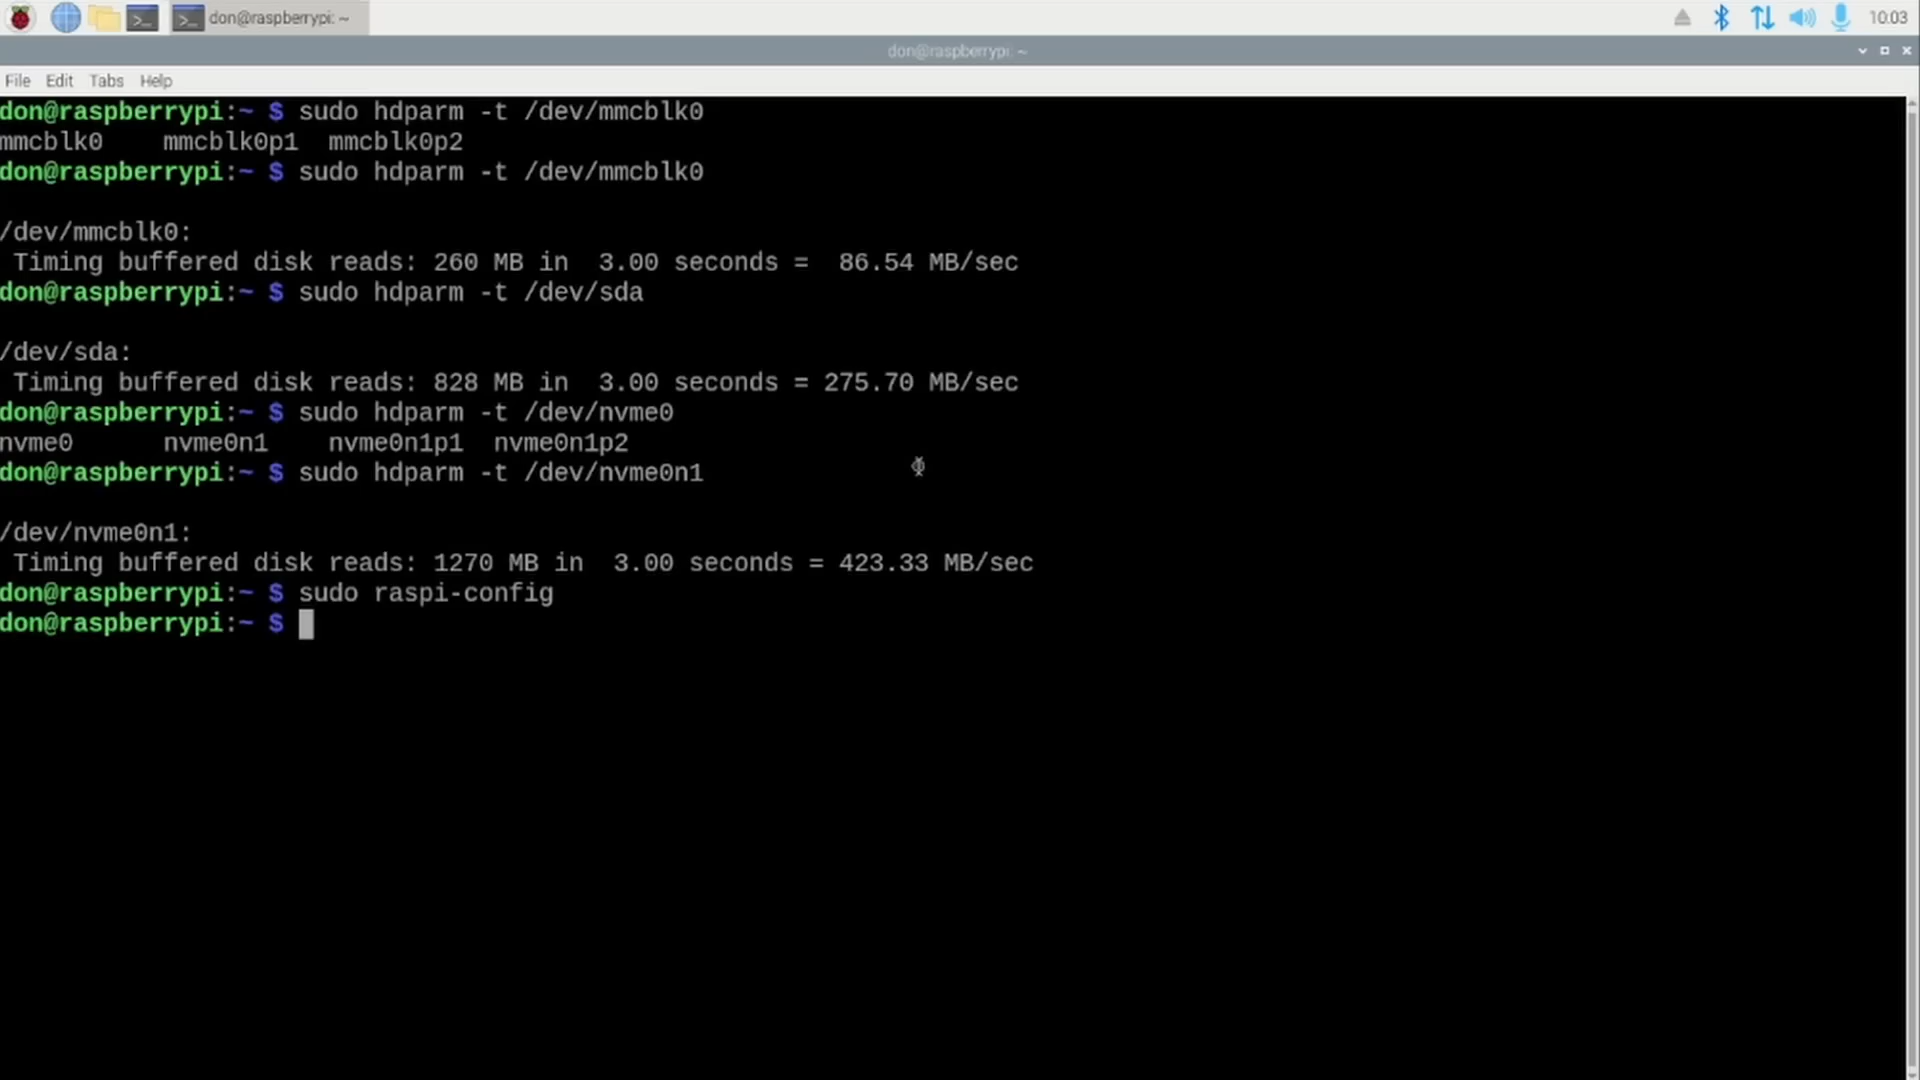 don@raspberrypi: ~
10:03
don@raspberrypi: ~
File Edit Tabs Help
don@raspberrypi:~ $ sudo hdparm -t /dev/mmcblk0
mmcblk0    mmcblk0p1  mmcblk0p2
don@raspberrypi:~ $ sudo hdparm -t /dev/mmcblk0
/dev/mmcblk0:
 Timing buffered disk reads: 260 MB in  3.00 seconds =  86.54 MB/sec
don@raspberrypi:~ $ sudo hdparm -t /dev/sda
/dev/sda:
 Timing buffered disk reads: 828 MB in  3.00 seconds = 275.70 MB/sec
don@raspberrypi:~ $ sudo hdparm -t /dev/nvme0
nvme0      nvme0n1    nvme0n1p1  nvme0n1p2
don@raspberrypi:~ $ sudo hdparm -t /dev/nvme0n1
/dev/nvme0n1:
 Timing buffered disk reads: 1270 MB in  3.00 seconds = 423.33 MB/sec
don@raspberrypi:~ $ sudo raspi-config
don@raspberrypi:~ $